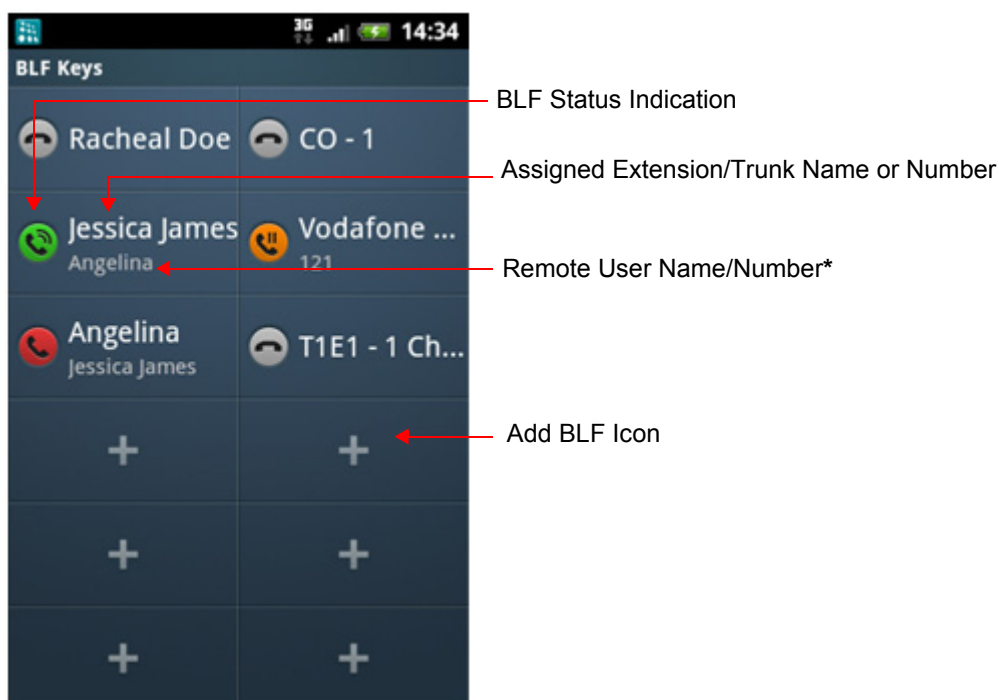 3G 14:34
BLF Keys
BLF Status Indication
Racheal Doe
CO - 1
Assigned Extension/Trunk Name or Number
Jessica James
Angelina
Vodafone ...
121
Remote User Name/Number*
Angelina
Jessica James
T1E1 - 1 Ch...
+ +
Add BLF Icon
+ +
+ +